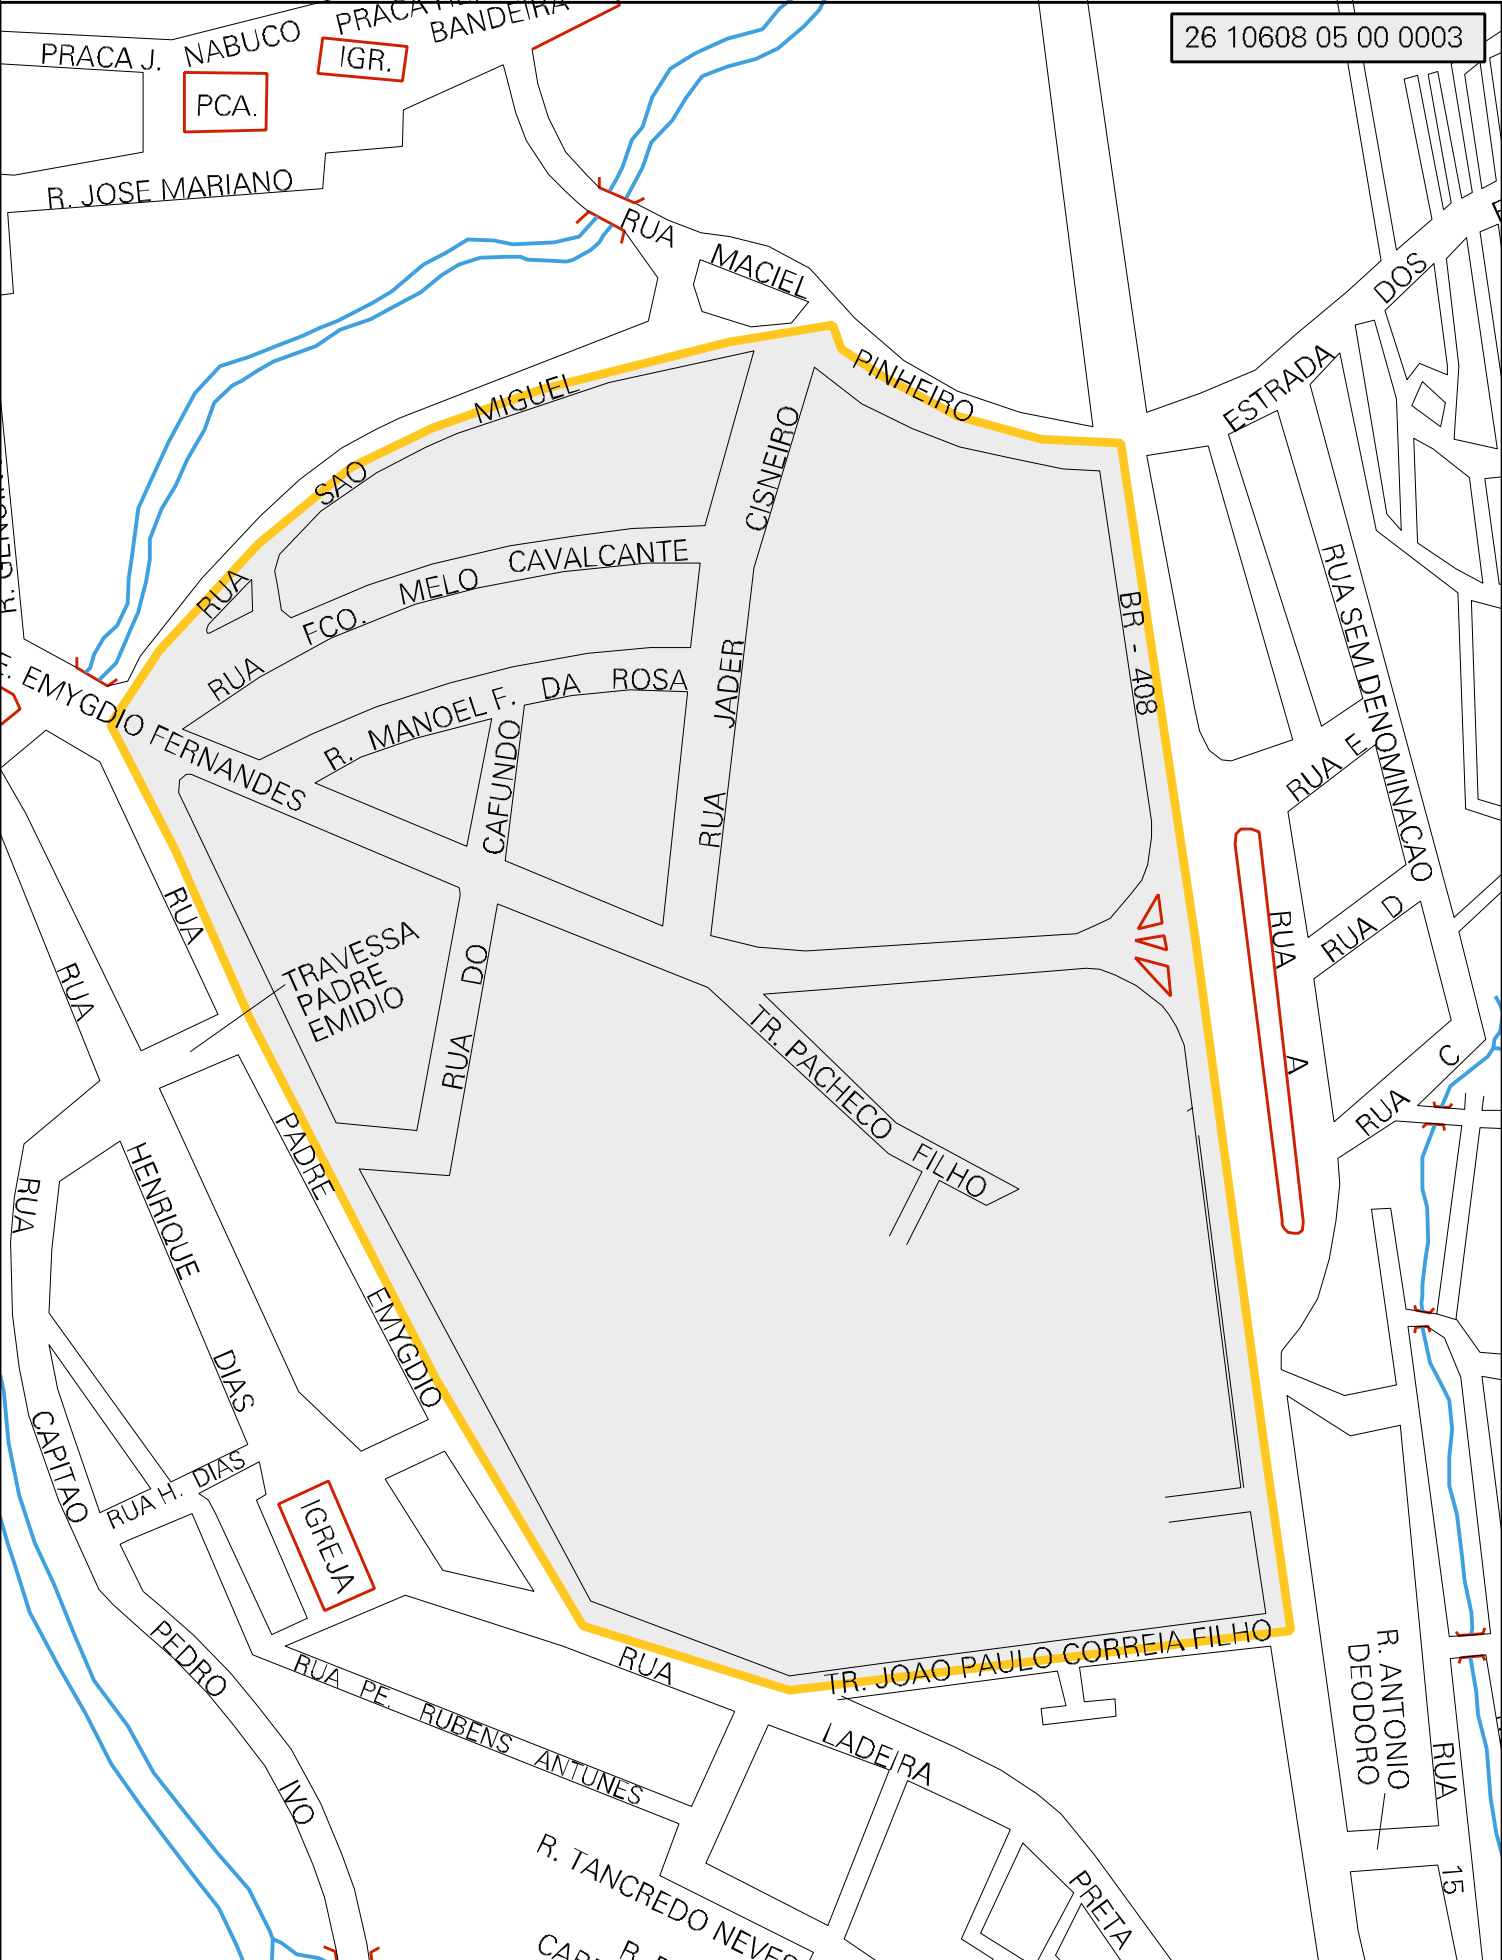 26 10608 05 00 0003
BANDEIRA
PRACA J. NABUCO
IGR.
PCA.
R. JOSE MARIANO
RUA MACIEL PINHEIRO
ESTRADA DOS
RUA SAO MIGUEL
RUA JADER CISNEIRO
RUA FCO. MELO CAVALCANTE
R. MANOEL F. DA ROSA
EMYGDIO FERNANDES
RUA DO CAFUNDO
BR - 408
RUA SEM DENOMINACAO
RUA E
RUA D
RUA C
RUA A
TRAVESSA
PADRE
EMIDIO
TR. PACHECO FILHO
RUA PADRE EMYGDIO
RUA HENRIQUE DIAS
RUA CAPITAO PEDRO IVO
RUA H. DIAS
IGREJA
RUA
TR. JOAO PAULO CORREIA FILHO
RUA PE. RUBENS ANTUNES
LADEIRA PRETA
R. TANCREDO NEVES
R. ANTONIO
DEODORO
RUA 15